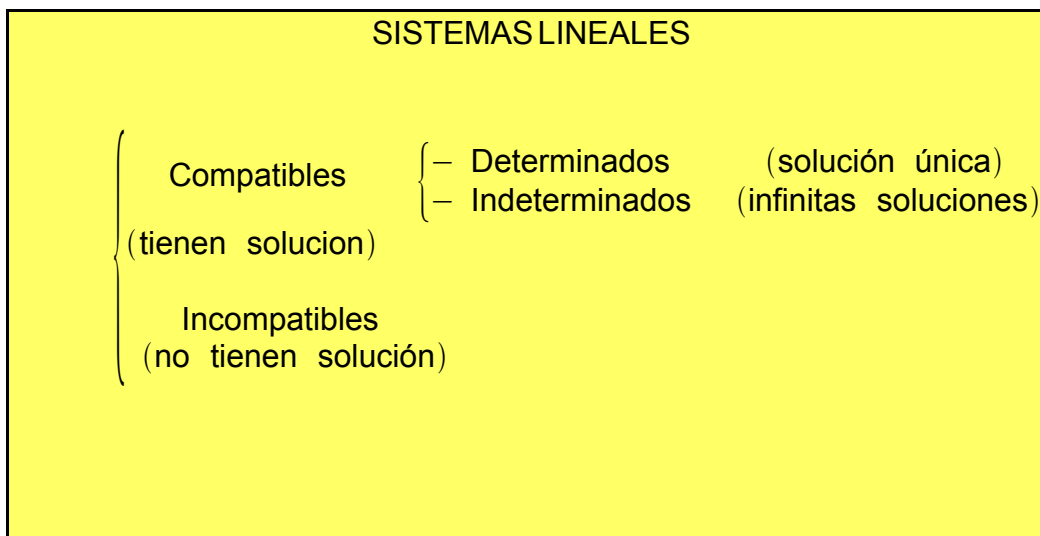 SISTEMAS LINEALES
Compatibles
− Determinados (solución única)
− Indeterminados (infinitas soluciones)
(tienen solucion)
Incompatibles
(no tienen solución)